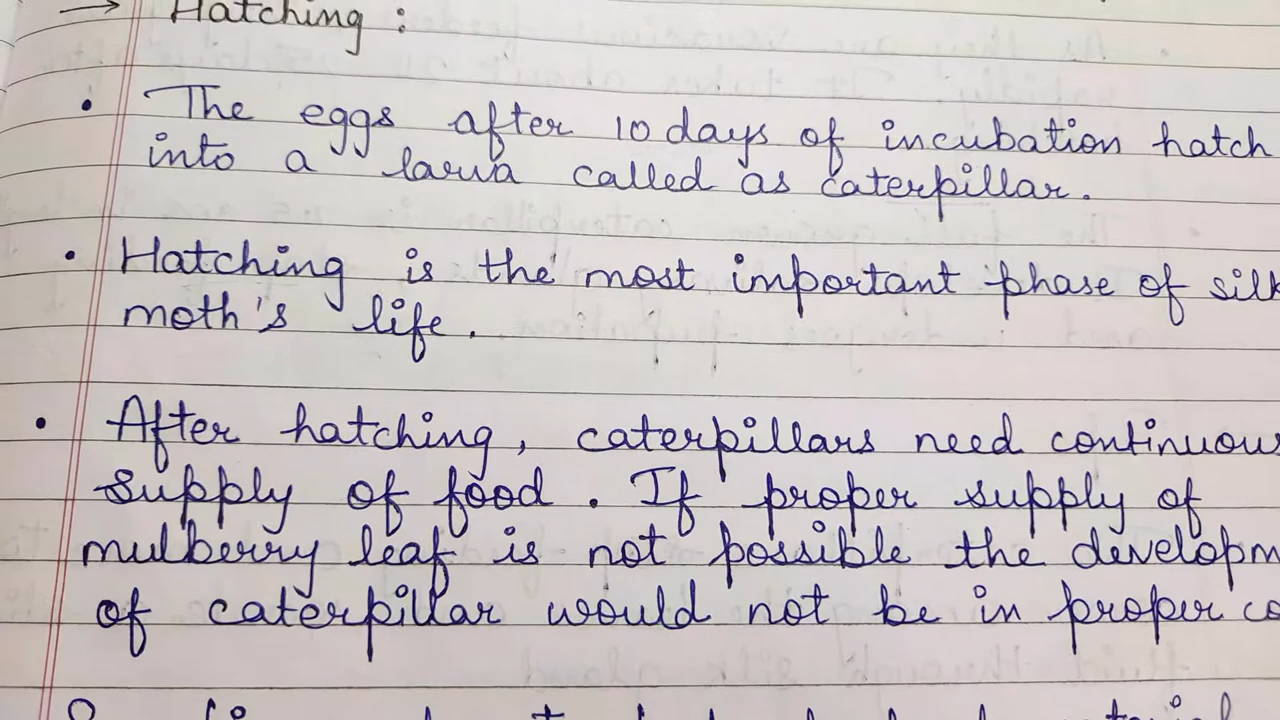 → Hatching :
• The eggs after 10 days of incubation hatch
into a larva called as caterpillar.
• Hatching is the most important phase of silk
moth's life.
• After hatching, caterpillars need continuous
supply of food. If proper supply of
mulberry leaf is not possible the developm
of caterpillar would not be in proper co